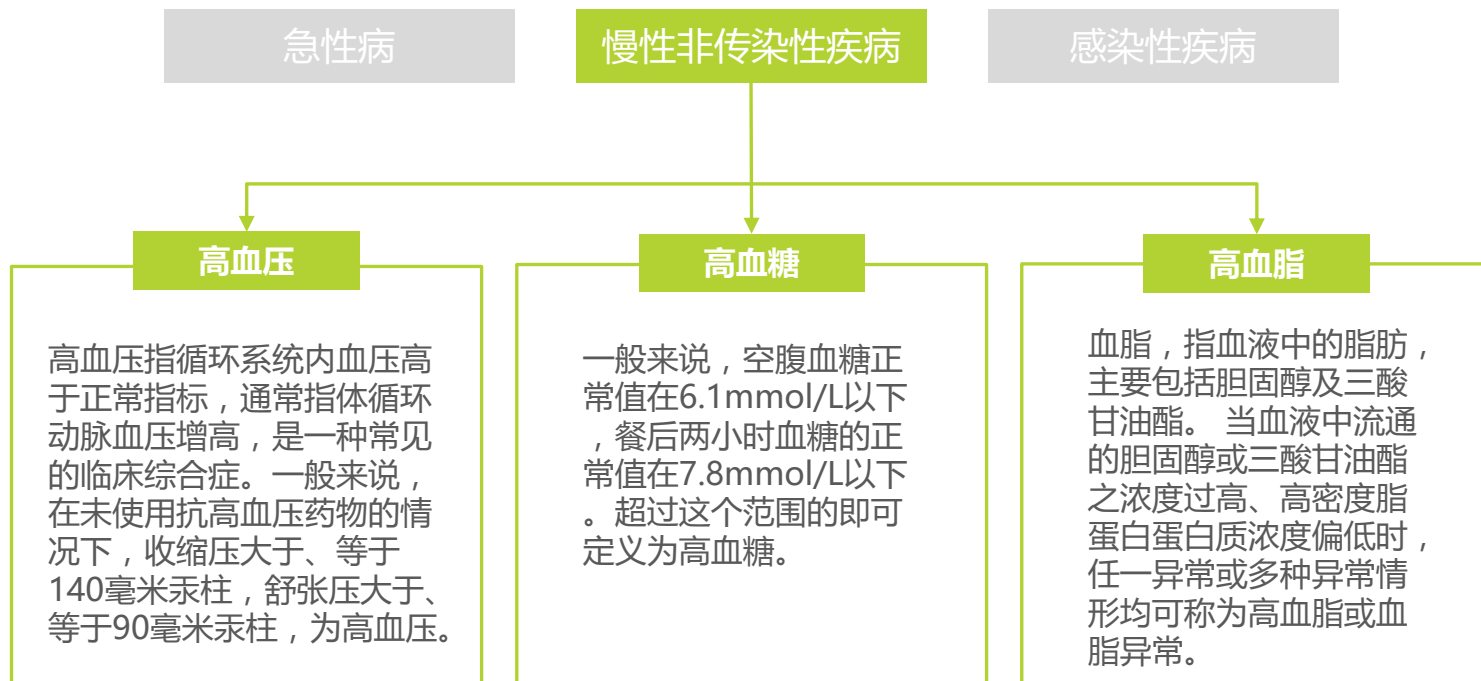 急性病
慢性非传染性疾病
感染性疾病
高血压
高血压指循环系统内血压高
于正常指标，通常指体循环
动脉血压增高，是一种常见
的临床综合症。一般来说，
在未使用抗高血压药物的情
况下，收缩压大于、等于
140毫米汞柱，舒张压大于、
等于90毫米汞柱，为高血压。
高血糖
一般来说，空腹血糖正
常值在6.1mmol/L以下
，餐后两小时血糖的正
常值在7.8mmol/L以下
。超过这个范围的即可
定义为高血糖。
高血脂
血脂，指血液中的脂肪，
主要包括胆固醇及三酸
甘油酯。 当血液中流通
的胆固醇或三酸甘油酯
之浓度过高、高密度脂
蛋白蛋白质浓度偏低时，
任一异常或多种异常情
形均可称为高血脂或血
脂异常。